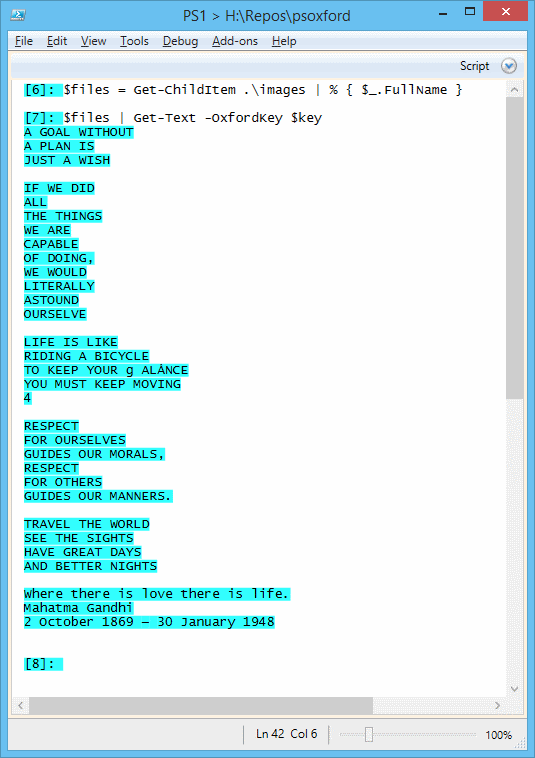 PS1 > H:\Repos\psoxford
File Edit View Tools Debug Add-ons Help
Script
[6]: $files = Get-ChildItem .\images | % { $_.FullName }
[7]: $files | Get-Text -OxfordKey $key
A GOAL WITHOUT
A PLAN IS
JUST A WISH
IF WE DID
ALL
THE THINGS
WE ARE
CAPABLE
OF DOING,
WE WOULD
LITERALLY
ASTOUND
OURSELVE
LIFE IS LIKE
RIDING A BICYCLE
TO KEEP YOUR g ALÂNCE
YOU MUST KEEP MOVING
4
RESPECT
FOR OURSELVES
GUIDES OUR MORALS,
RESPECT
FOR OTHERS
GUIDES OUR MANNERS.
TRAVEL THE WORLD
SEE THE SIGHTS
HAVE GREAT DAYS
AND BETTER NIGHTS
Where there is love there is life.
Mahatma Gandhi
2 October 1869 — 30 January 1948
[8]:
Ln 42 Col 6 100%